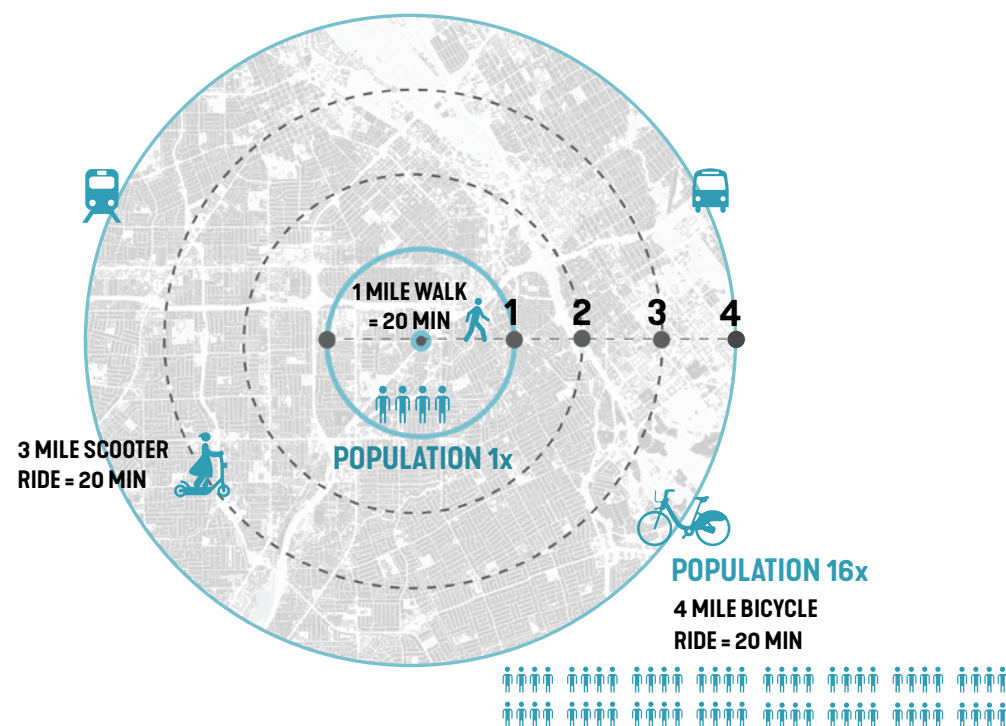 1 MILE WALK
= 20 MIN
1
2
3
4
POPULATION 1x
3 MILE SCOOTER
RIDE = 20 MIN
POPULATION 16x
4 MILE BICYCLE
RIDE = 20 MIN